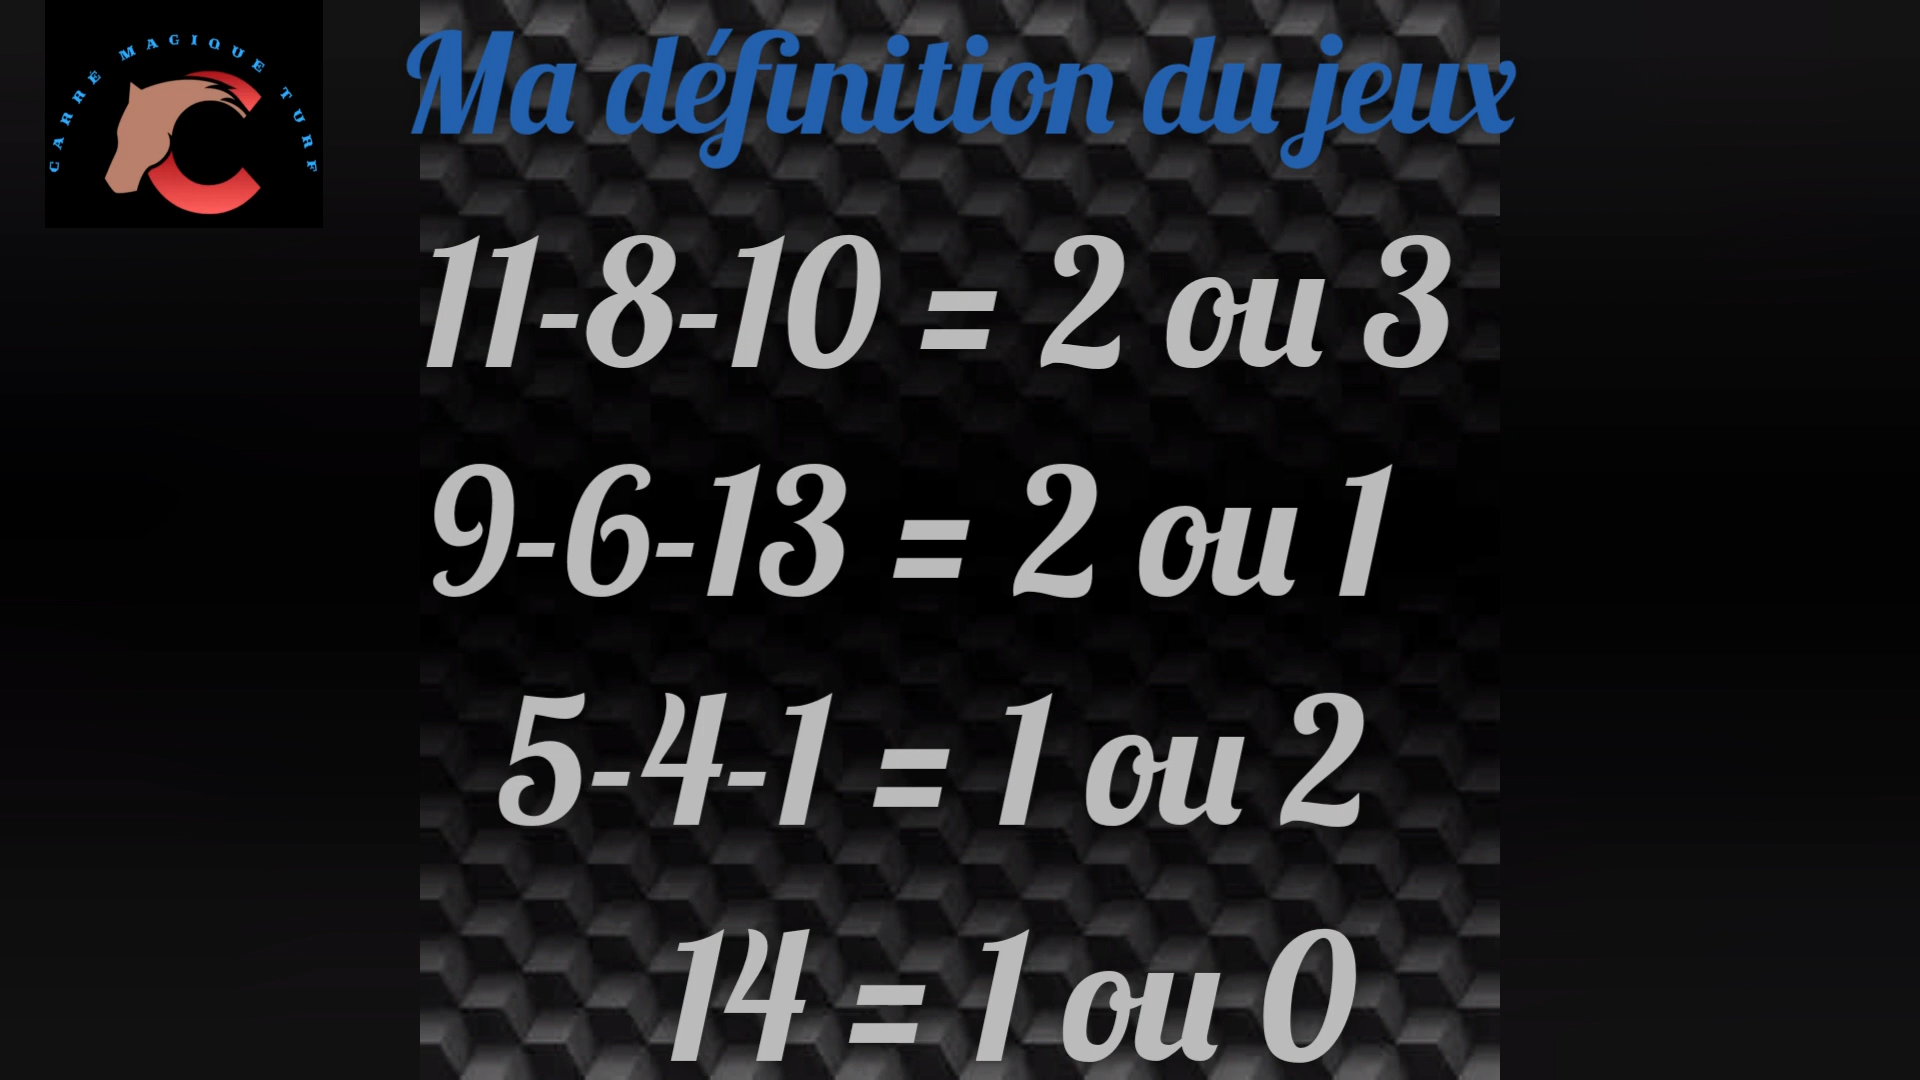 CARRÉ MAGIQUE TURF
Ma définition du jeux
11-8-10 = 2 ou 3
9-6-13 = 2 ou 1
5-4-1 = 1 ou 2
14 = 1 ou 0